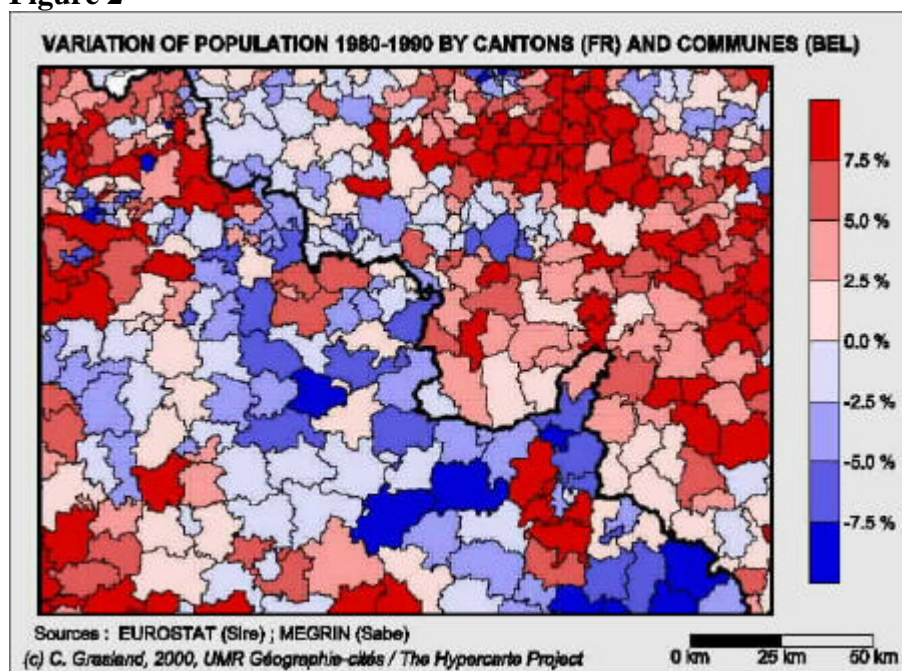 Figure 2
VARIATION OF POPULATION 1980-1990 BY CANTONS (FR) AND COMMUNES (BEL)
7.5 %
5.0 %
2.5 %
0.0 %
-2.5 %
-5.0 %
-7.5 %
Sources : EUROSTAT (Sire) ; MEGRIN (Sabe)
(c) C. Grasland, 2000, UMR Géographie-cités / The Hypercarte Project
0 km 25 km 50 km